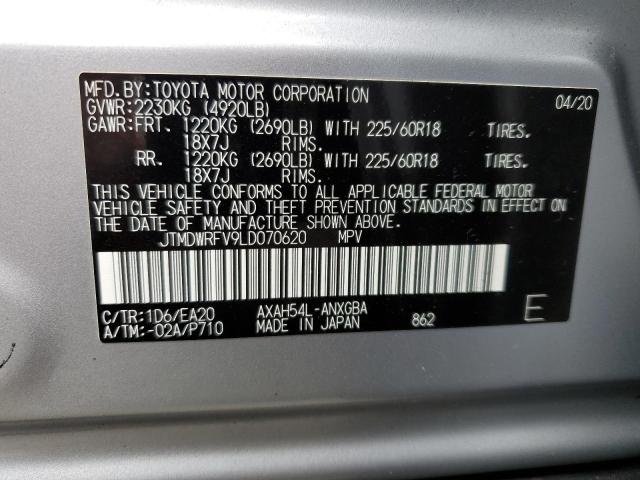 MFD.BY:TOYOTA MOTOR CORPORATION 04/20
GVWR:2230KG (4920LB)
GAWR:FRT. 1220KG (2690LB) WITH 225/60R18 TIRES.
18X7J RIMS.
RR. 1220KG (2690LB) WITH 225/60R18 TIRES.
18X7J RIMS.
THIS VEHICLE CONFORMS TO ALL APPLICABLE FEDERAL MOTOR
VEHICLE SAFETY AND THEFT PREVENTION STANDARDS IN EFFECT ON
THE DATE OF MANUFACTURE SHOWN ABOVE.
JTMDWRFV9LD070620 MPV
C/TR:1D6/EA20 AXAH54L-ANXGBA
A/TM:-02A/P710 MADE IN JAPAN 862 E